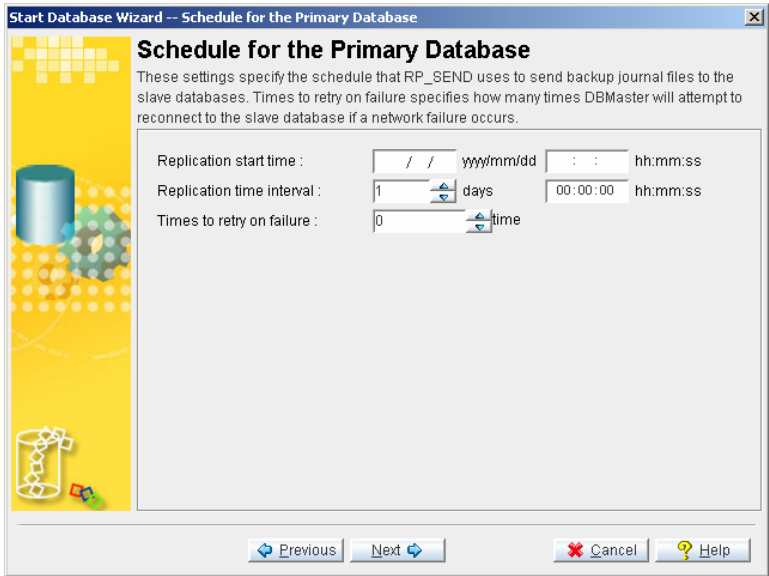 Start Database Wizard -- Schedule for the Primary Database
Schedule for the Primary Database
These settings specify the schedule that RP_SEND uses to send backup journal files to the
slave databases. Times to retry on failure specifies how many times DBMaster will attempt to
reconnect to the slave database if a network failure occurs.
Replication start time : / / yyyy/mm/dd : : hh:mm:ss
Replication time interval : 1 days 00:00:00 hh:mm:ss
Times to retry on failure : 0 time
Previous Next Cancel Help